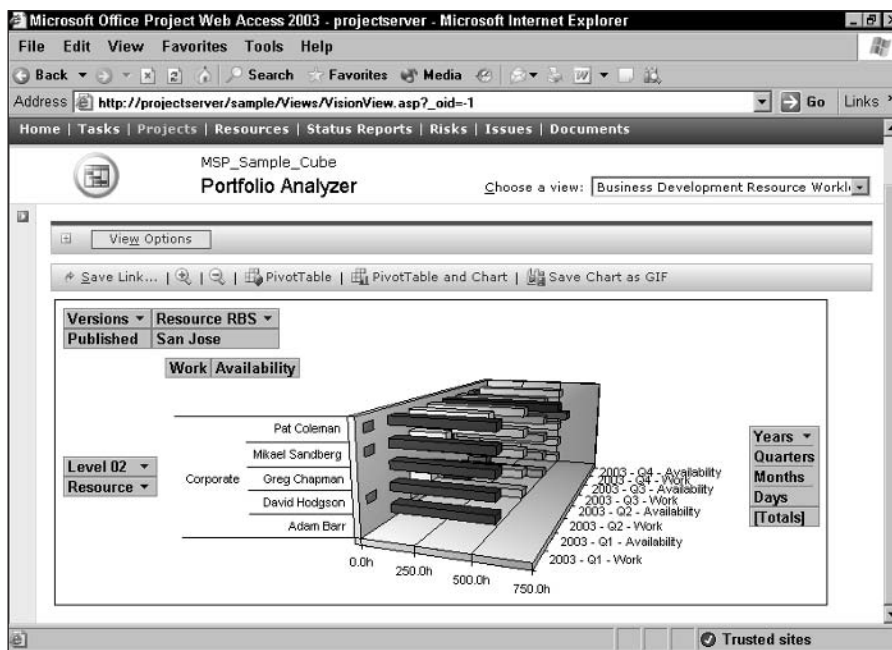 Microsoft Office Project Web Access 2003 - projectserver - Microsoft Internet Explorer
File Edit View Favorites Tools Help
Back Search Favorites Media
Address http://projectserver/sample/Views/VisionView.asp?_oid=-1 Go Links
Home | Tasks | Projects | Resources | Status Reports | Risks | Issues | Documents
MSP_Sample_Cube
Portfolio Analyzer
Choose a view: Business Development Resource Workl
View Options
Save Link... | | | PivotTable | PivotTable and Chart | Save Chart as GIF
Versions Resource RBS
Published San Jose
Work Availability
Level 02
Resource
Corporate
Pat Coleman
Mikael Sandberg
Greg Chapman
David Hodgson
Adam Barr
0.0h
250.0h
500.0h
750.0h
2003 - Q4 - Availability
2003 - Q4 - Work
2003 - Q3 - Availability
2003 - Q3 - Work
2003 - Q2 - Availability
2003 - Q2 - Work
2003 - Q1 - Availability
2003 - Q1 - Work
Years
Quarters
Months
Days
[Totals]
Trusted sites